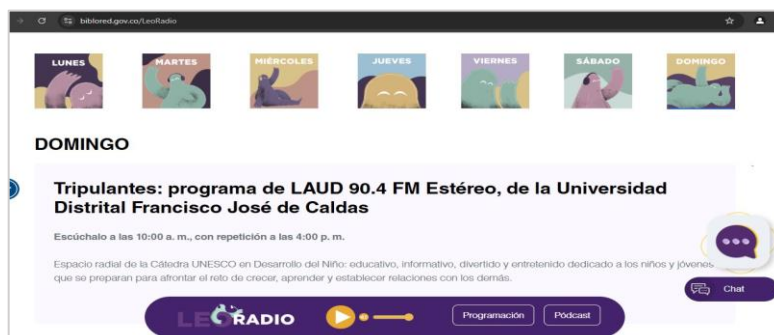 biblored.gov.co/LeoRadio
LUNES MARTES MIÉRCOLES JUEVES VIERNES SÁBADO DOMINGO
DOMINGO
Tripulantes: programa de LAUD 90.4 FM Estéreo, de la Universidad
Distrital Francisco José de Caldas
Escúchalo a las 10:00 a. m., con repetición a las 4:00 p. m.
Espacio radial de la Cátedra UNESCO en Desarrollo del Niño: educativo, informativo, divertido y entretenido dedicado a los niños y jóvenes
que se preparan para afrontar el reto de crecer, aprender y establecer relaciones con los demás.
Chat
LEORADIO Programación Pódcast